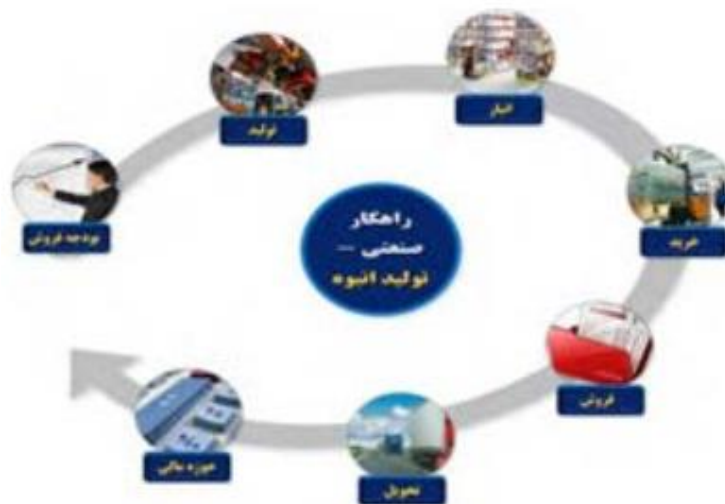 بودجه فروش
تولید
انبار
خرید
فروش
تحویل
حوزه مالی
راهکار
صنعتی –
تولید انبوه